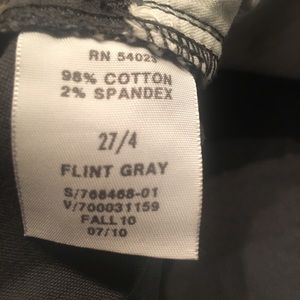 RN 54023
98% COTTON
2% SPANDEX
27/4
FLINT GRAY
S/768468-01
V/700031159
FALL 10
07/10